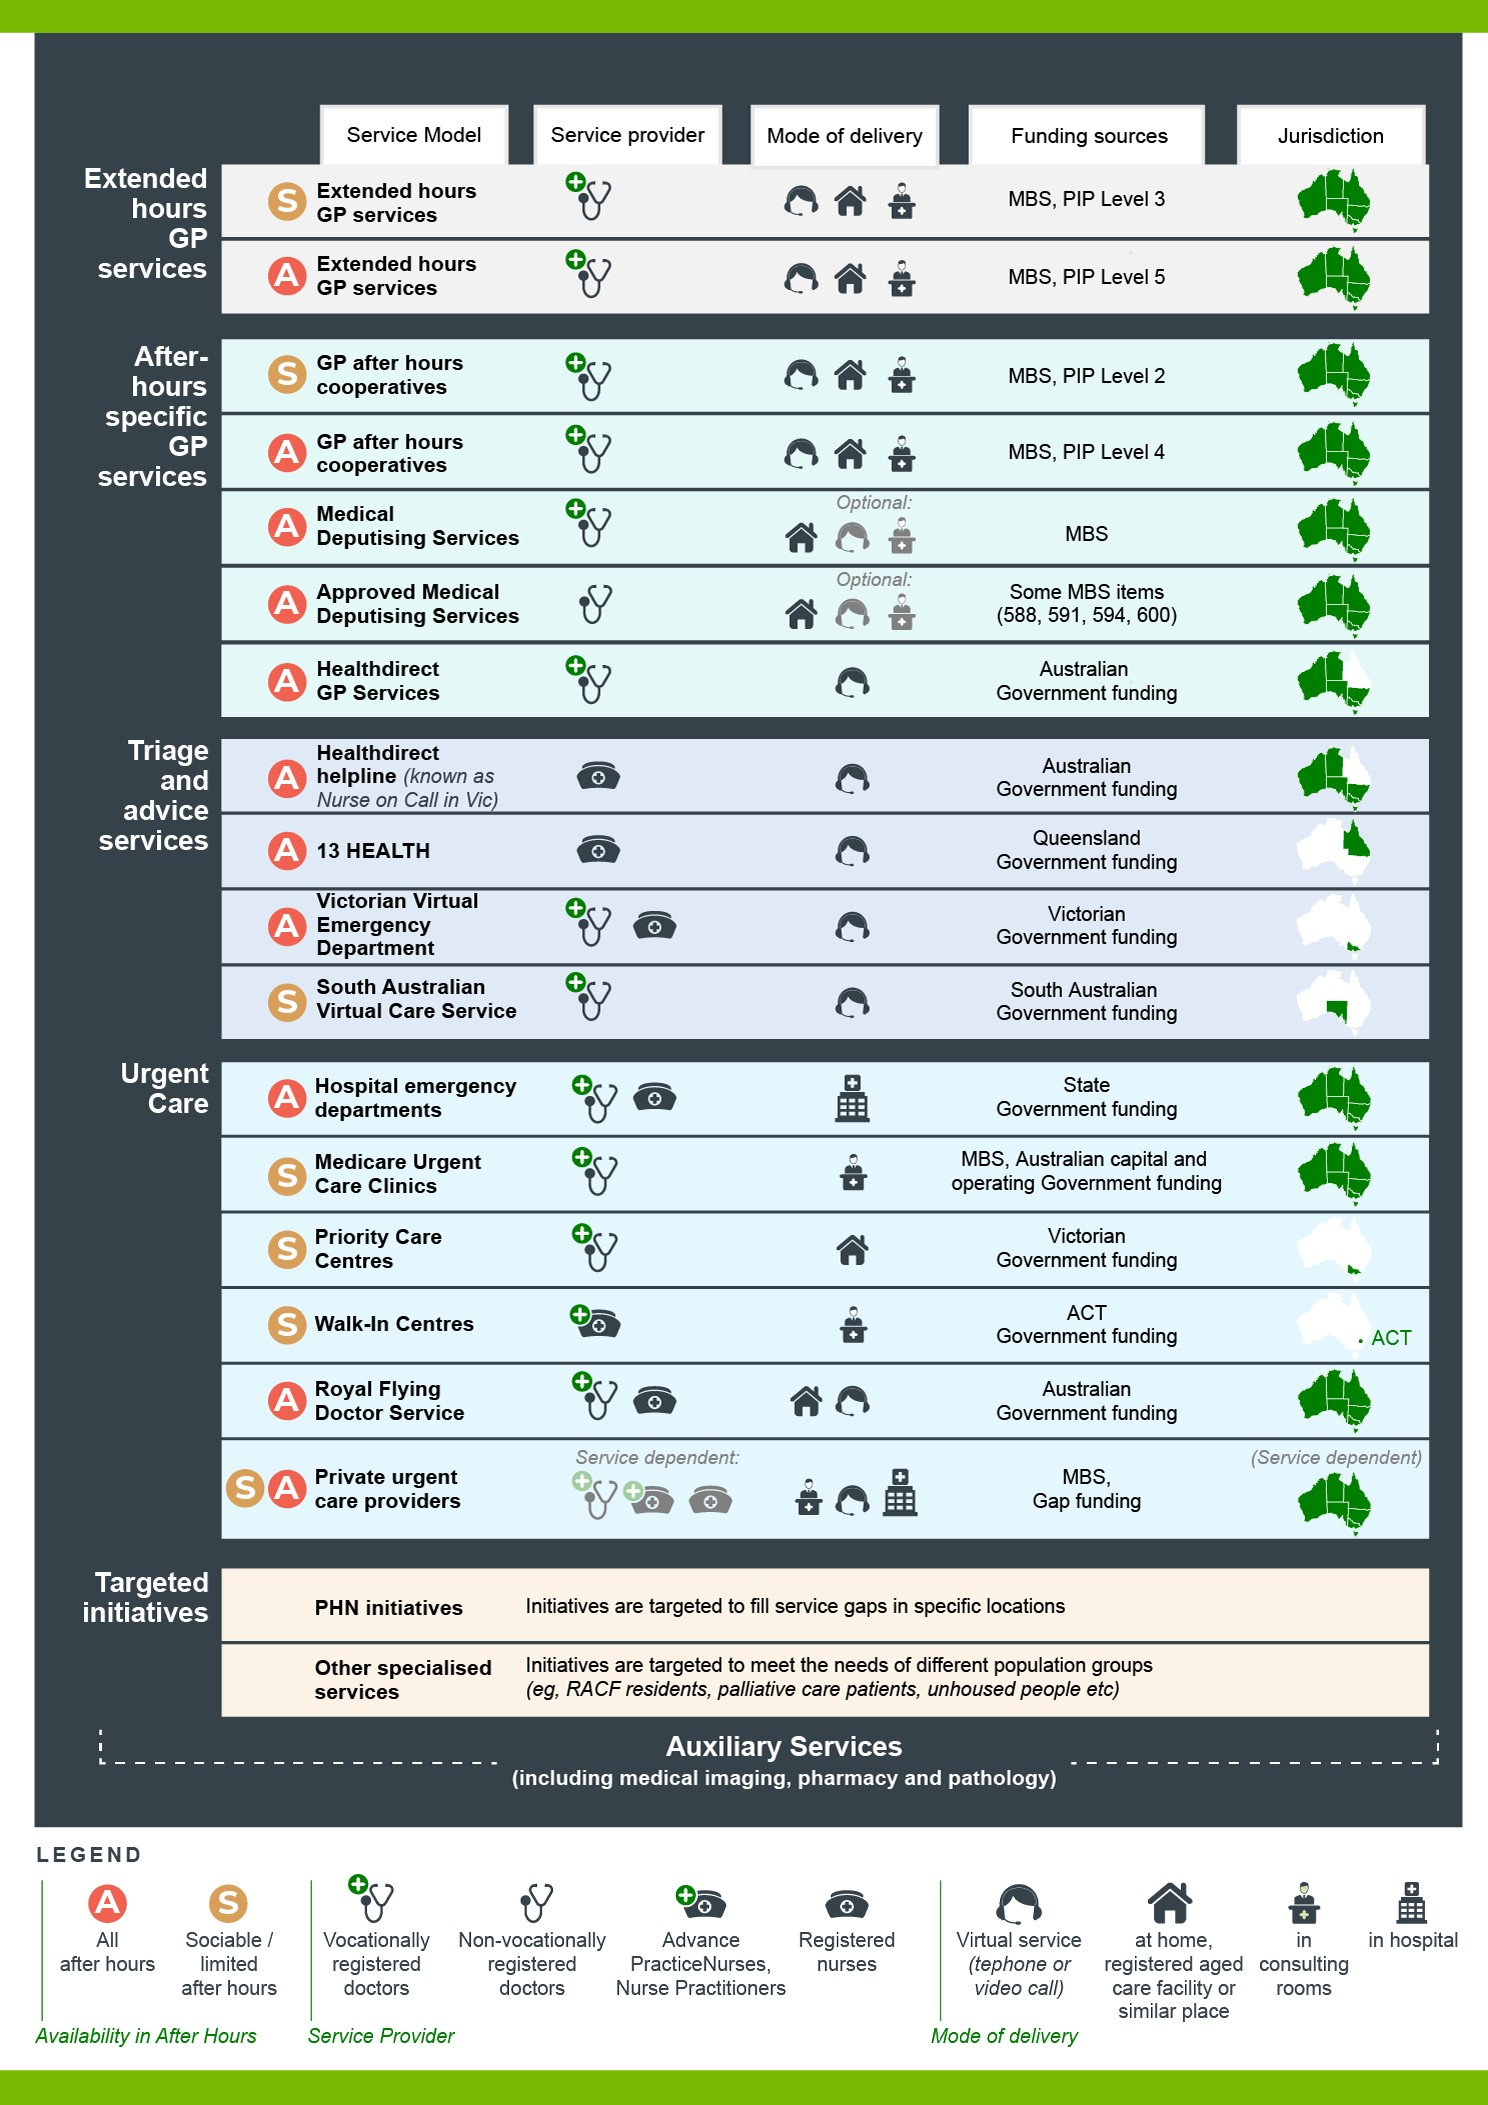 Service Model
Service provider
Mode of delivery
Funding sources
Jurisdiction
Extended
hours
GP
services
S
Extended hours
GP services
MBS, PIP Level 3
A
Extended hours
GP services
MBS, PIP Level 5
After-
hours
specific
GP
services
S
GP after hours
cooperatives
MBS, PIP Level 2
A
GP after hours
cooperatives
MBS, PIP Level 4
A
Medical
Deputising Services
Optional:
MBS
A
Approved Medical
Deputising Services
Optional:
Some MBS items
(588, 591, 594, 600)
A
Healthdirect
GP Services
Australian
Government funding
Triage
and
advice
services
A
Healthdirect
helpline (known as
Nurse on Call in Vic)
Australian
Government funding
A
13 HEALTH
Queensland
Government funding
A
Victorian Virtual
Emergency
Department
Victorian
Government funding
S
South Australian
Virtual Care Service
South Australian
Government funding
Urgent
Care
A
Hospital emergency
departments
State
Government funding
S
Medicare Urgent
Care Clinics
MBS, Australian capital and
operating Government funding
S
Priority Care
Centres
Victorian
Government funding
S
Walk-In Centres
ACT
Government funding
ACT
A
Royal Flying
Doctor Service
Australian
Government funding
S A
Private urgent
care providers
Service dependent:
MBS,
Gap funding
(Service dependent)
Targeted
initiatives
PHN initiatives
Initiatives are targeted to fill service gaps in specific locations
Other specialised
services
Initiatives are targeted to meet the needs of different population groups
(eg, RACF residents, palliative care patients, unhoused people etc)
Auxiliary Services
(including medical imaging, pharmacy and pathology)
LEGEND
A
All
after hours
S
Sociable /
limited
after hours
Availability in After Hours
Vocationally
registered
doctors
Non-vocationally
registered
doctors
Advance
PracticeNurses,
Nurse Practitioners
Registered
nurses
Service Provider
Virtual service
(tephone or
video call)
at home,
registered aged
care facility or
similar place
in
consulting
rooms
in hospital
Mode of delivery